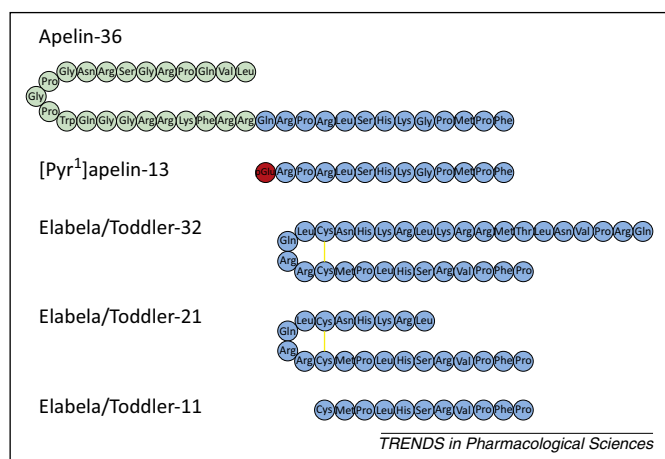 Apelin-36
Gly Asn Arg Ser Gly Arg Pro Gln Val Leu
Pro
Gly
Pro
Trp Gln Gly Gly Arg Arg Lys Phe Arg Arg Gln Arg Pro Arg Leu Ser His Lys Gly Pro Met Pro Phe
[Pyr¹]apelin-13
pGlu Arg Pro Arg Leu Ser His Lys Gly Pro Met Pro Phe
Elabela/Toddler-32
Leu Cys Asn His Lys Arg Leu Lys Arg Arg Met Thr Leu Asn Val Pro Arg Gln
Gln
Arg
Arg Cys Met Pro Leu His Ser Arg Val Pro Phe Pro
Elabela/Toddler-21
Leu Cys Asn His Lys Arg Leu
Gln
Arg
Arg Cys Met Pro Leu His Ser Arg Val Pro Phe Pro
Elabela/Toddler-11
Cys Met Pro Leu His Ser Arg Val Pro Phe Pro
TRENDS in Pharmacological Sciences